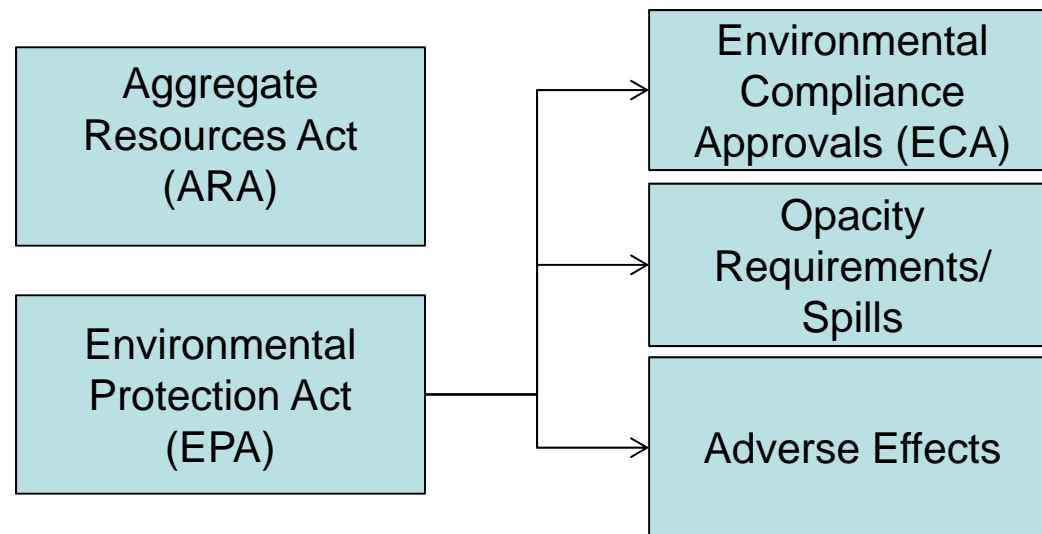 Aggregate
Resources Act
(ARA)
Environmental
Protection Act
(EPA)
Environmental
Compliance
Approvals (ECA)
Opacity
Requirements/
Spills
Adverse Effects